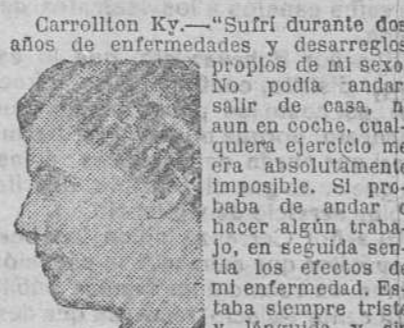 Carrollton Ky.—"Sufrí durante dos
años de enfermedades y desarreglos
propios de mi sexo
No podía andar
salir de casa, n
aun en coche, cual-
quiera ejercicio me
era absolutamente
imposible. Si pro-
baba de andar o
hacer algún traba-
jo, en seguida sen-
tía los efectos de
mi enfermedad. Es-
taba siempre triste
y lánguida y